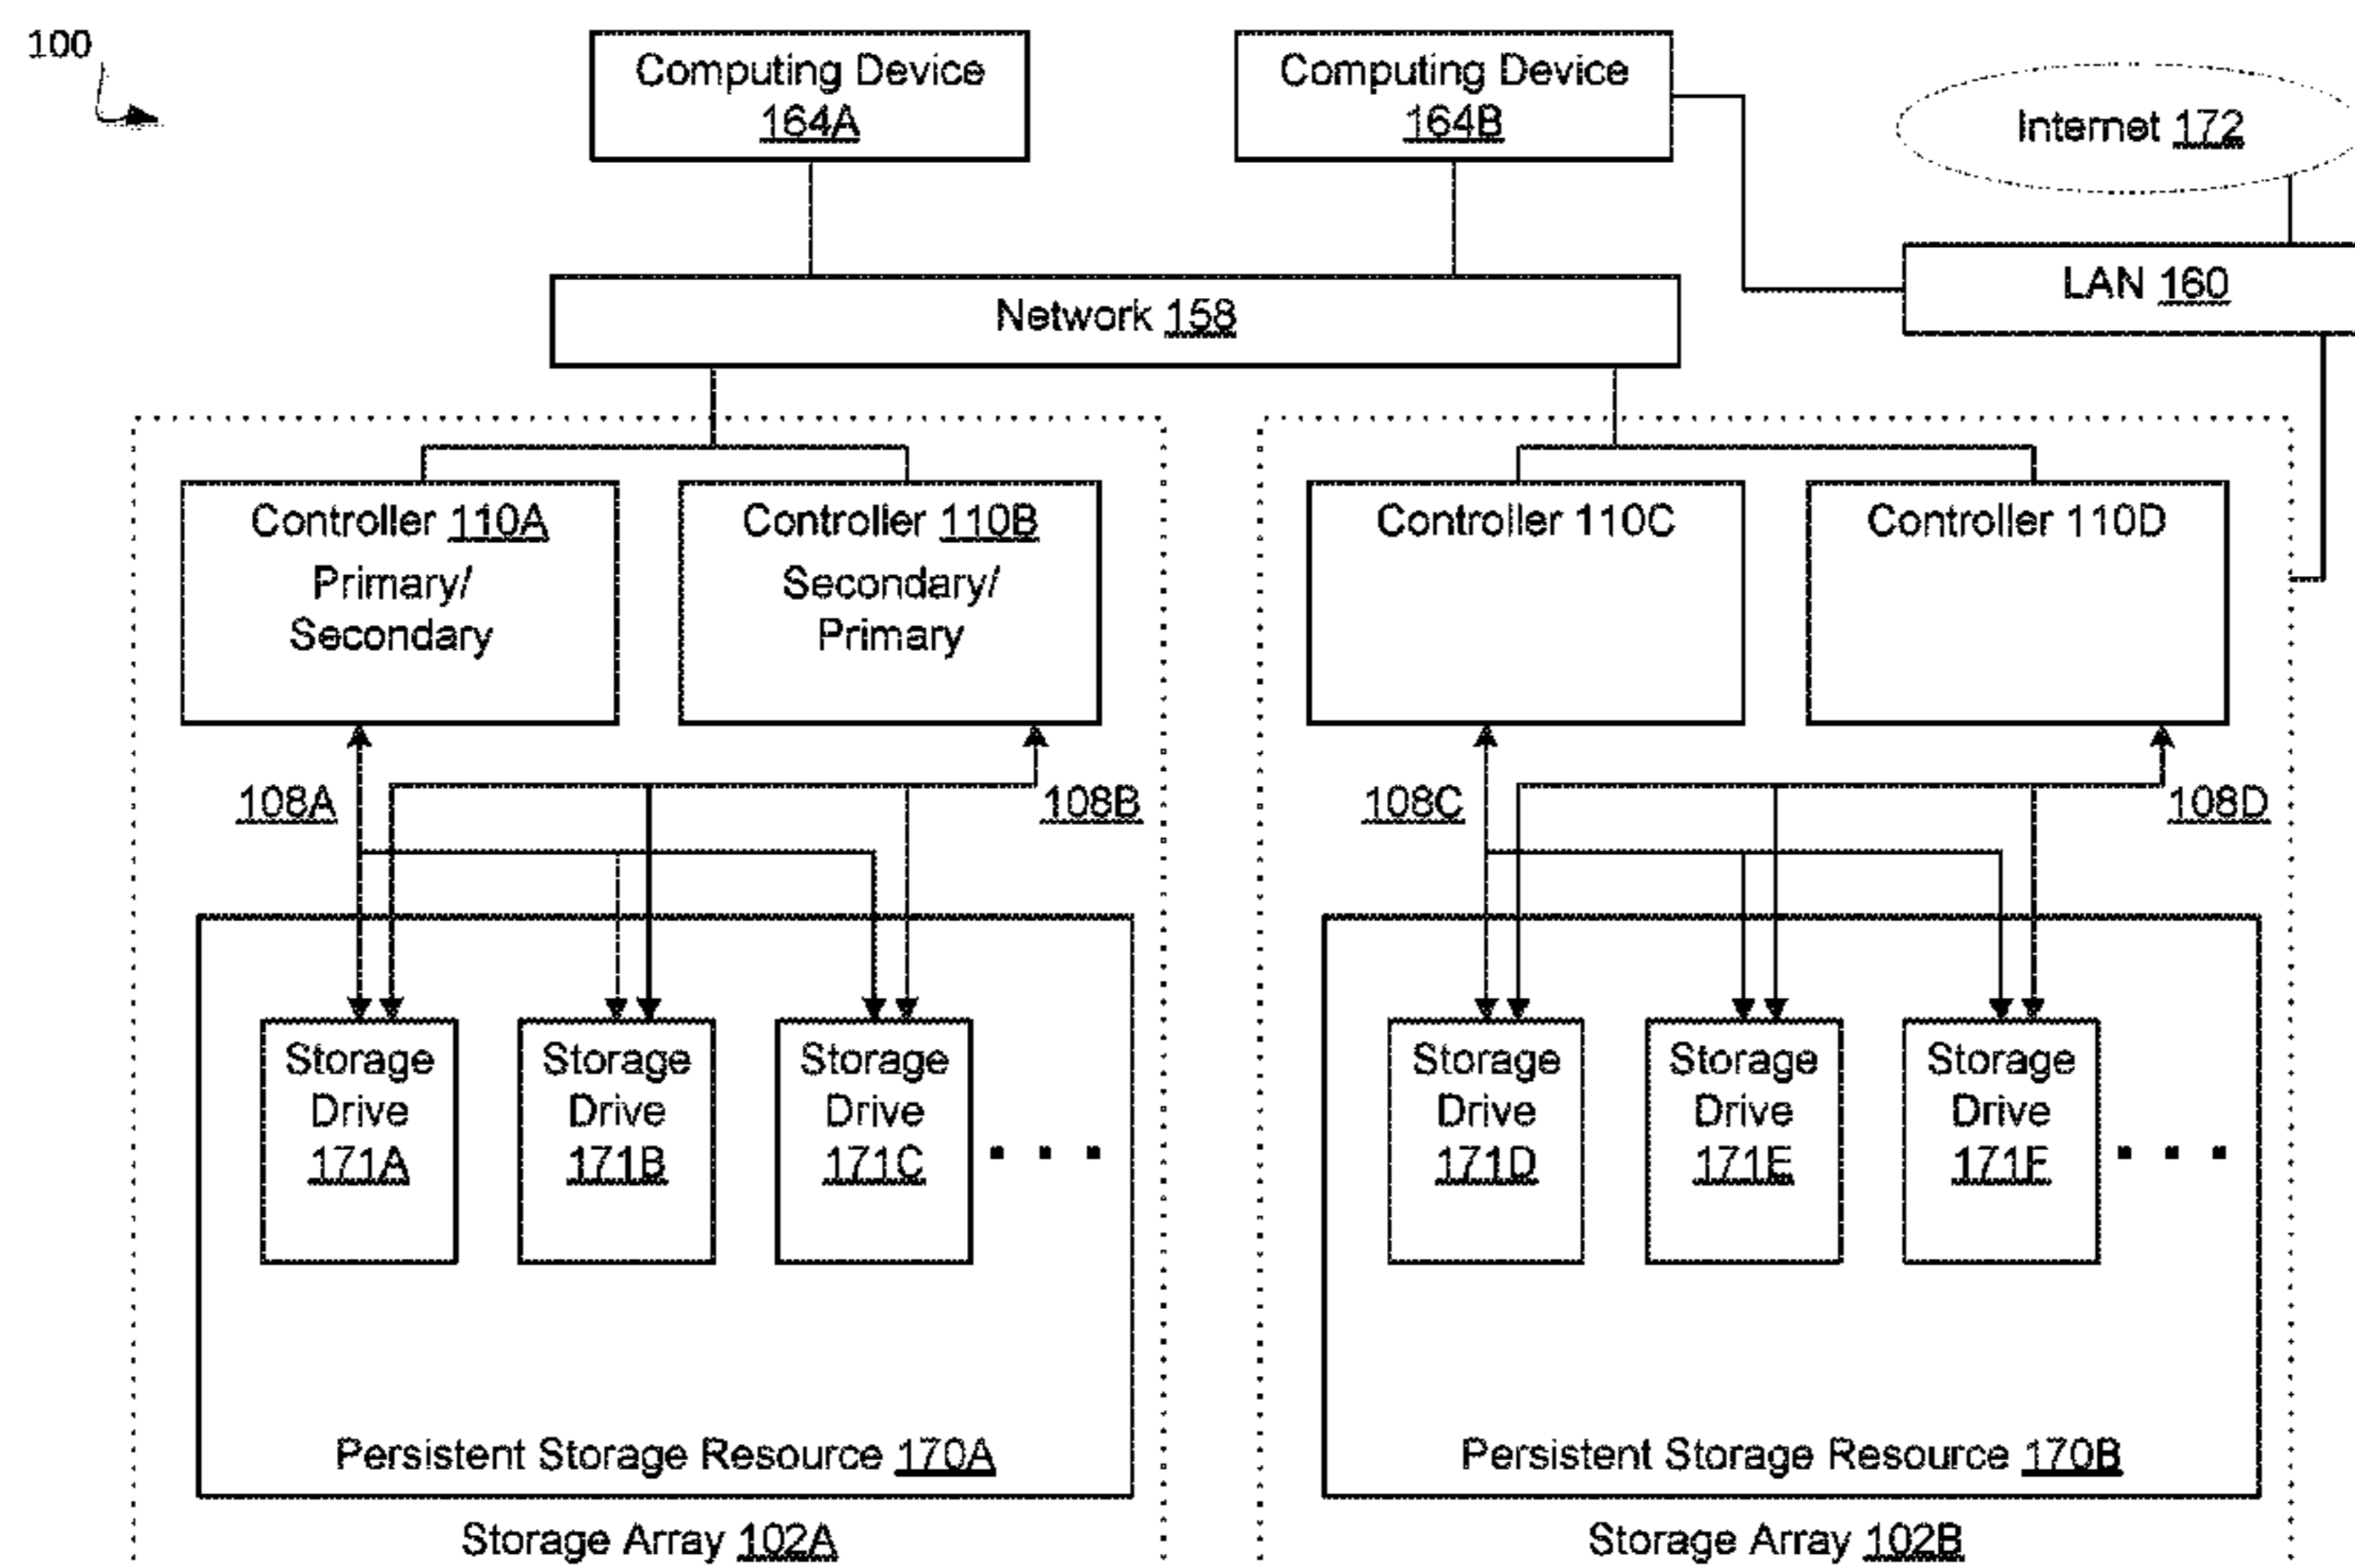 100
Computing Device
164A
Computing Device
164B
Internet 172
LAN 160
Network 158
Controller 110A
Primary/
Secondary
Controller 110B
Secondary/
Primary
Controller 110C
Controller 110D
108A
108B
108C
108D
Storage
Drive
171A
Storage
Drive
171B
Storage
Drive
171C
Storage
Drive
171D
Storage
Drive
171E
Storage
Drive
171F
Persistent Storage Resource 170A
Persistent Storage Resource 170B
Storage Array 102A
Storage Array 102B